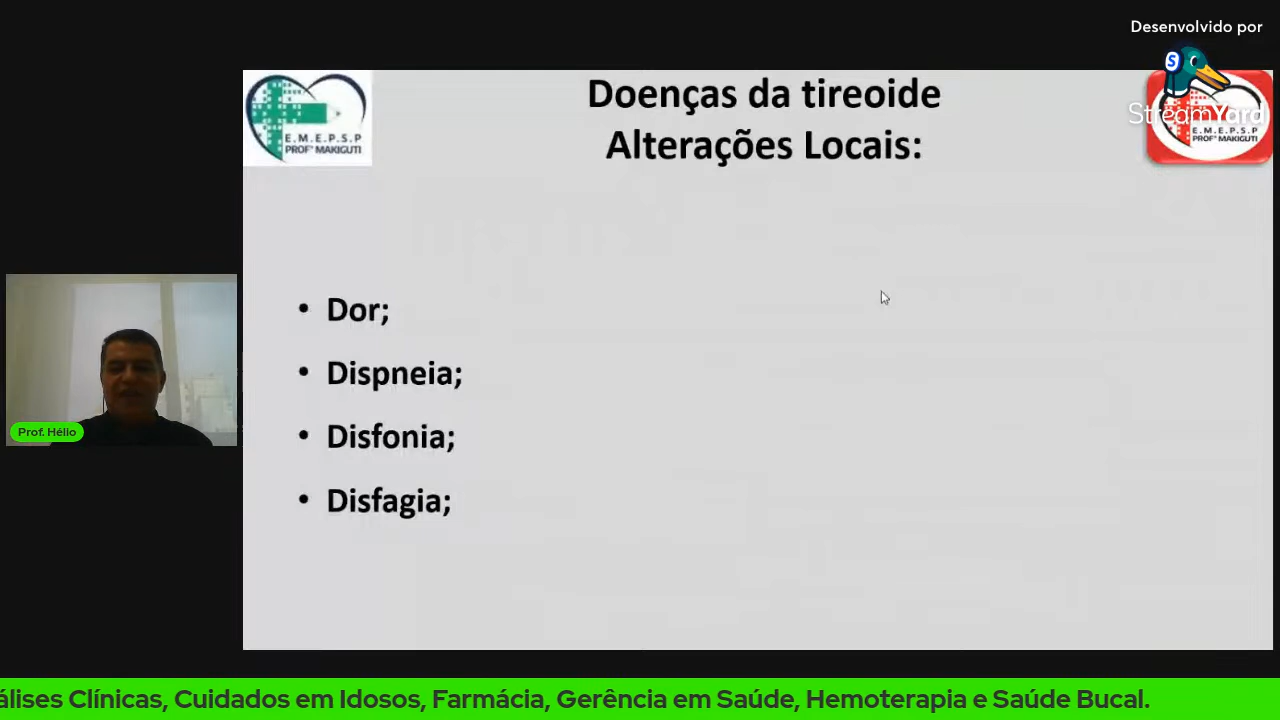 Desenvolvido por
StreamYard
E.M.E.P.S.P
PROFº MAKIGUTI
Doenças da tireoide
Alterações Locais:
E.M.E.P.S.P
PROFº MAKIGUTI
• Dor;
• Dispneia;
• Disfonia;
• Disfagia;
Prof. Hélio
álises Clínicas, Cuidados em Idosos, Farmácia, Gerência em Saúde, Hemoterapia e Saúde Bucal.